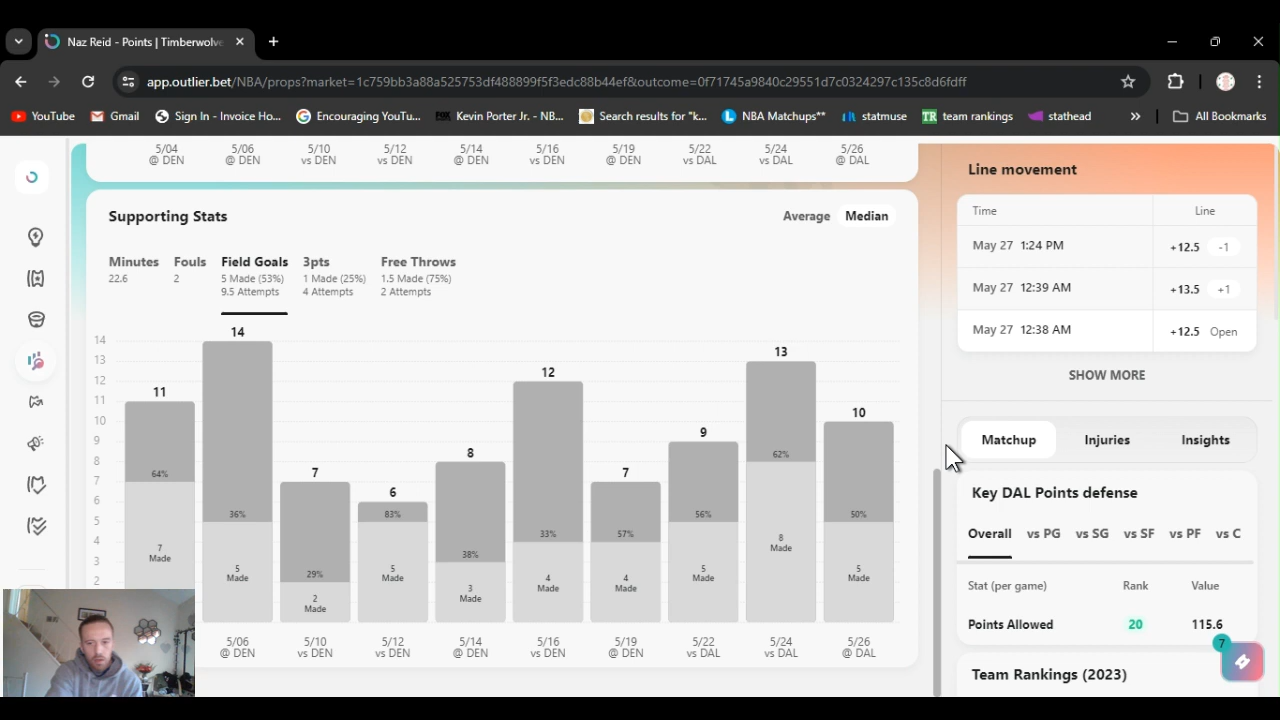 Naz Reid - Points | Timberwolve
app.outlier.bet/NBA/props?market=1c759bb3a88a525753df488899f5f3edc88b44ef&outcome=0f71745a9840c29551d7c0324297c135c8d6fdff
YouTube Gmail Sign In - Invoice Ho... Encouraging YouTu... Kevin Porter Jr. - NB... Search results for "k... NBA Matchups** statmuse team rankings stathead » All Bookmarks
5/04 5/06 5/10 5/12 5/14 5/16 5/19 5/22 5/24 5/26
@ DEN @ DEN vs DEN vs DEN @ DEN vs DEN @ DEN vs DAL vs DAL @ DAL
Supporting Stats
Average Median
Minutes Fouls Field Goals 3pts Free Throws
22.6 2 5 Made (53%) 1 Made (25%) 1.5 Made (75%)
9.5 Attempts 4 Attempts 2 Attempts
14
13
12
11
10
9
8
7
6
5
4
3
2
11
64%
7
Made
14
36%
5
Made
7
29%
2
Made
6
83%
5
Made
8
38%
3
Made
12
33%
4
Made
7
57%
4
Made
9
56%
5
Made
13
62%
8
Made
10
50%
5
Made
5/06 5/10 5/12 5/14 5/16 5/19 5/22 5/24 5/26
@ DEN vs DEN vs DEN @ DEN vs DEN @ DEN vs DAL vs DAL @ DAL
Line movement
Time Line
May 27 1:24 PM +12.5 -1
May 27 12:39 AM +13.5 +1
May 27 12:38 AM +12.5 Open
SHOW MORE
Matchup Injuries Insights
Key DAL Points defense
Overall vs PG vs SG vs SF vs PF vs C
Stat (per game) Rank Value
Points Allowed 20 115.6
7
Team Rankings (2023)